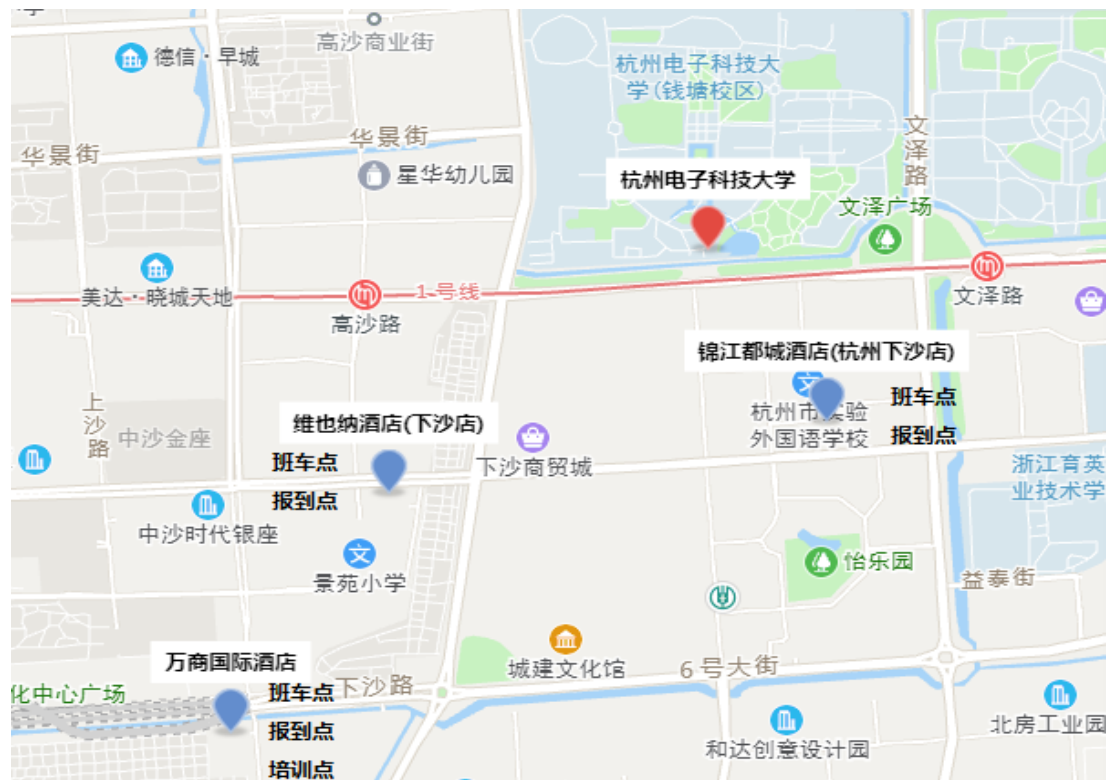 高沙商业街
德信·早城
杭州电子科技大
学(钱塘校区)
文泽路
华景街
华景街
星华幼儿园
杭州电子科技大学
文泽广场
美达·晓城天地
1号线
高沙路
文泽路
锦江都城酒店(杭州下沙店)
班车点
报到点
杭州市实验
外国语学校
上沙路
中沙金座
维也纳酒店(下沙店)
班车点
报到点
下沙商贸城
浙江育英
业技术学
中沙时代银座
文
景苑小学
怡乐园
益泰街
万商国际酒店
城建文化馆
6号大街
化中心广场
班车点
下沙路
报到点
培训点
和达创意设计园
北房工业园